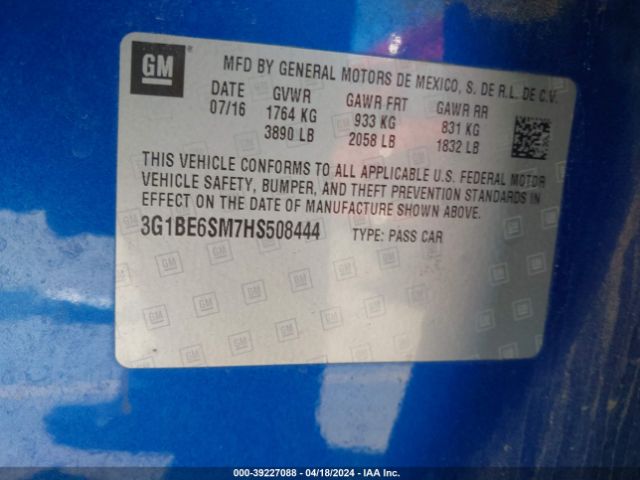 GM
MFD BY GENERAL MOTORS DE MEXICO, S. DE R.L. DE C.V.
DATE GVWR GAWR FRT GAWR RR
07/16 1764 KG 933 KG 831 KG
3890 LB 2058 LB 1832 LB
THIS VEHICLE CONFORMS TO ALL APPLICABLE U.S. FEDERAL MOTOR
VEHICLE SAFETY, BUMPER, AND THEFT PREVENTION STANDARDS IN
EFFECT ON THE DATE OF MANUFACTURE SHOWN ABOVE.
3G1BE6SM7HS508444 TYPE: PASS CAR
000-39227088 - 04/18/2024 - IAA Inc.